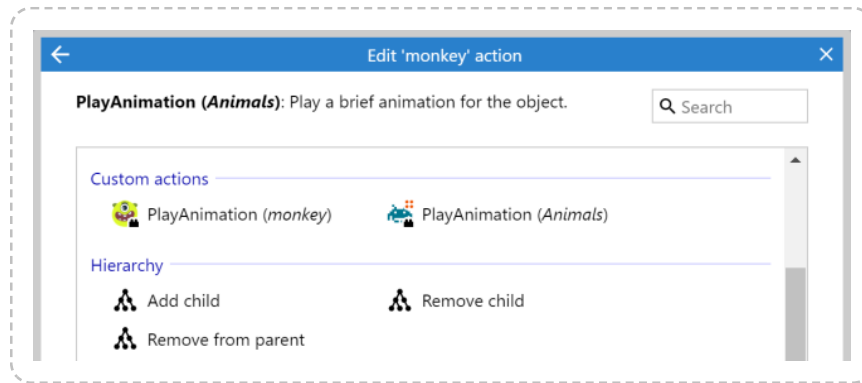 Edit 'monkey' action
PlayAnimation (Animals): Play a brief animation for the object.
Search
Custom actions
PlayAnimation (monkey)
PlayAnimation (Animals)
Hierarchy
Add child
Remove child
Remove from parent